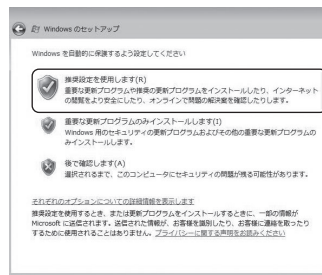 Windows のセットアップ
Windows を自動的に保護するよう設定してください
推奨設定を使用します(R)
重要な更新プログラムや推奨の更新プログラムをインストールしたり、インターネット
の閲覧をより安全にしたり、オンラインで問題の解決策を確認したりします。
重要な更新プログラムのみインストールします(I)
Windows 用のセキュリティの更新プログラムおよびその他の重要な更新プログラムの
みインストールします。
後で確認します(A)
選択されるまで、このコンピュータにセキュリティの問題が残る可能性があります。
それぞれのオプションについての詳細情報を表示します
推奨設定を使用するとき、または更新プログラムをインストールするときに、一部の情報が
Microsoft に送信されます。送信された情報が、お客様を識別したり、お客様に連絡を取ったり
するために使用されることはありません。プライバシーに関する声明をお読みください